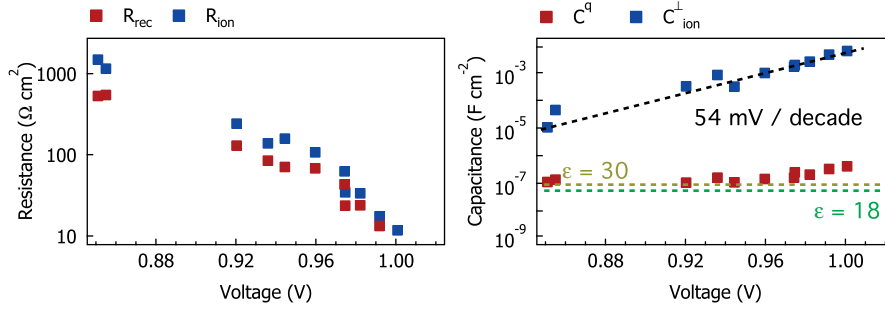 R_rec R_ion
C^q C^⊥_ion
Resistance (Ω cm²)
1000
100
10
0.88 0.92 0.96 1.00
Voltage (V)
Capacitance (F cm⁻²)
10⁻³
10⁻⁵
10⁻⁷
10⁻⁹
54 mV / decade
ε = 30
ε = 18
0.88 0.92 0.96 1.00
Voltage (V)